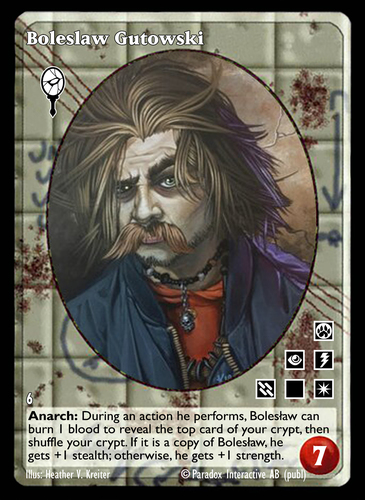 Boleslaw Gutowski
6
Anarch: During an action he performs, Bolesław can
burn 1 blood to reveal the top card of your crypt, then
shuffle your crypt. If it is a copy of Bolesław, he
gets +1 stealth; otherwise, he gets +1 strength.
7
Illus: Heather V. Kreiter
© Paradox Interactive AB (publ)